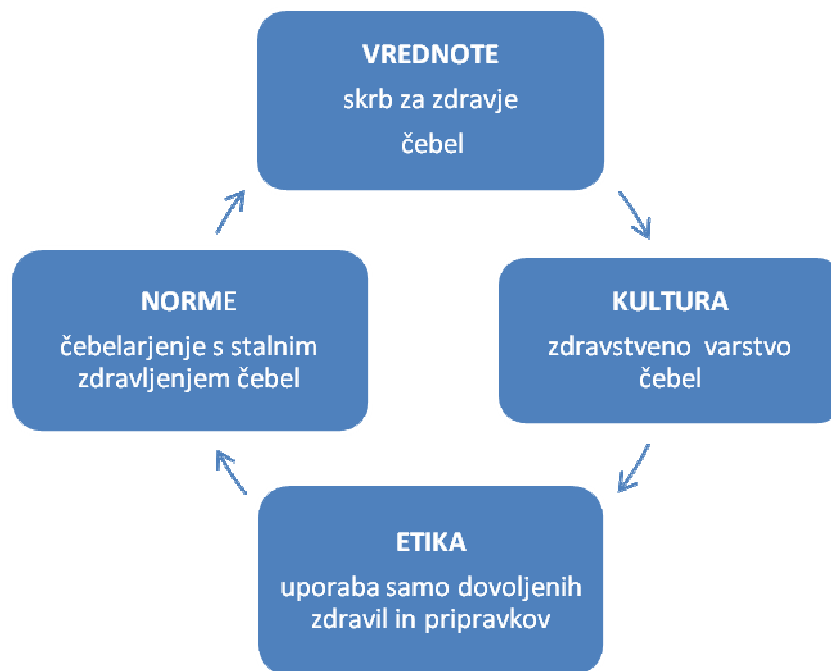 VREDNOTE
skrb za zdravje
čebel
NORME
čebelarjenje s stalnim
zdravljenjem čebel
KULTURA
zdravstveno varstvo
čebel
ETIKA
uporaba samo dovoljenih
zdravil in pripravkov